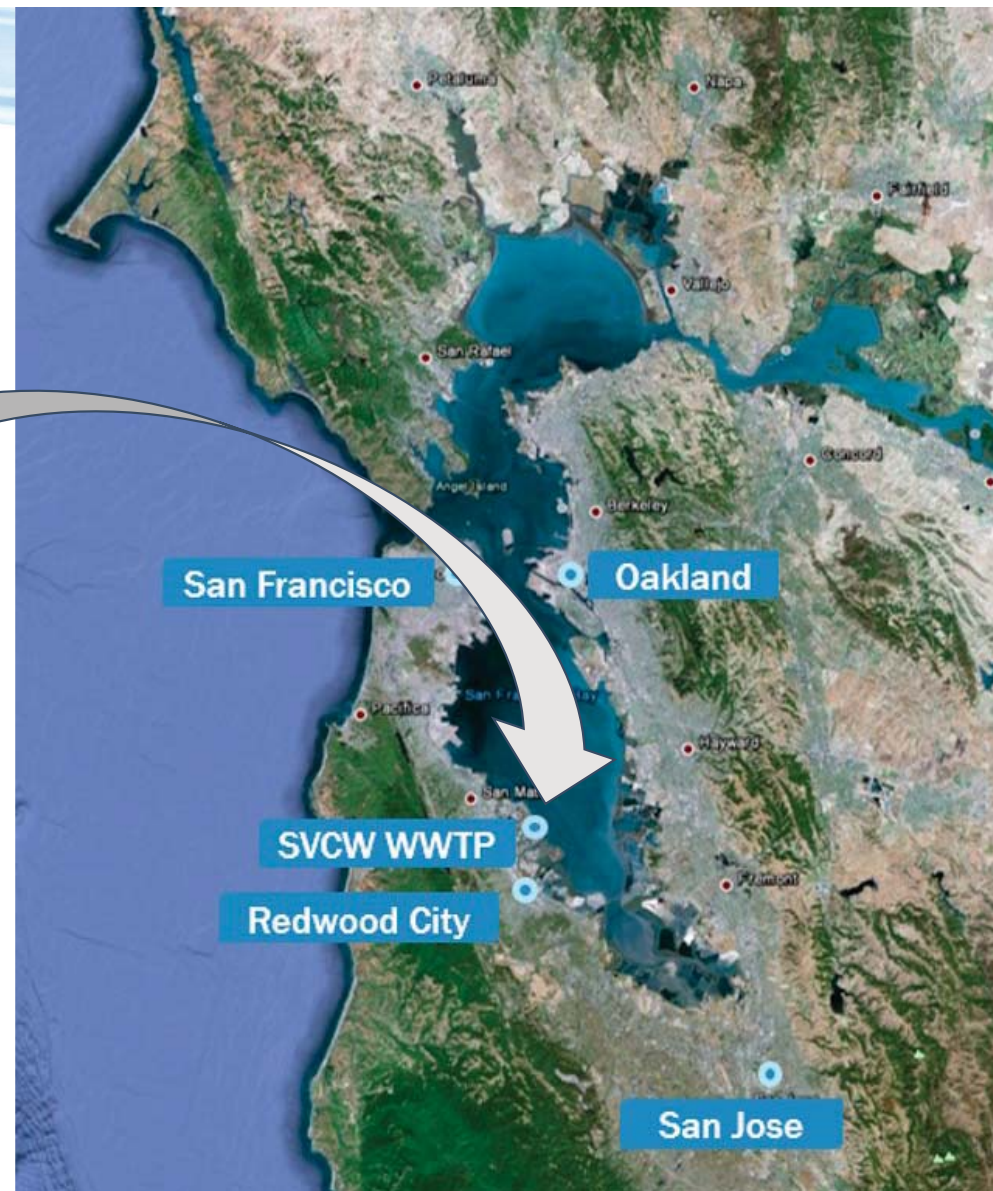 Petaluma
Napa
Fairfield
Vallejo
San Rafael
Concord
Angel Island
Berkeley
San Francisco
Oakland
Pacifica
Hayward
SVCW WWTP
Fremont
Redwood City
San Jose